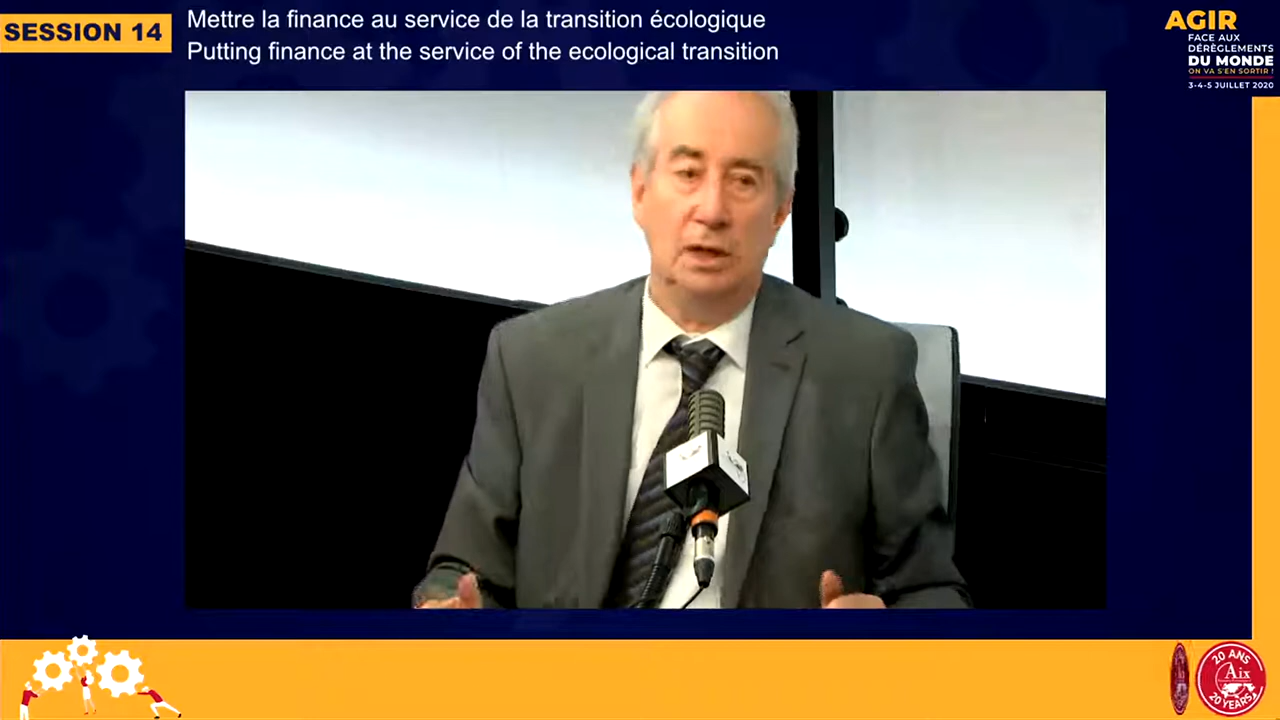 SESSION 14
Mettre la finance au service de la transition écologique
Putting finance at the service of the ecological transition
AGIR
FACE AUX
DÉRÈGLEMENTS
DU MONDE
ON VA S'EN SORTIR !
3-4-5 JUILLET 2020
20 ANS
Aix
20 YEARS